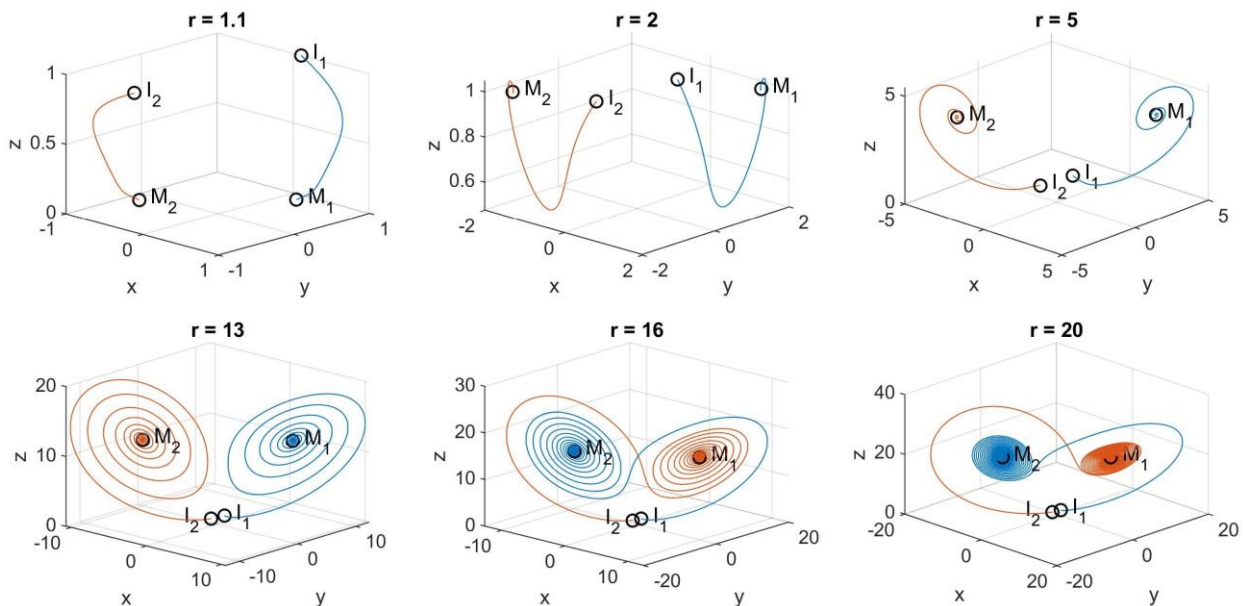 r = 1.1
I1
I2
M2
M1
1
0.5
0
z
-1
0
1
x
-1
0
1
y
r = 2
M2
I2
I1
M1
1
0.8
0.6
z
-2
0
2
x
-2
0
2
y
r = 5
M2
M1
I2
I1
5
0
z
-5
0
5
x
-5
0
5
y
r = 13
M2
M1
I2
I1
20
10
0
z
-10
0
10
x
-10
0
10
y
r = 16
M2
M1
I2
I1
30
20
10
0
z
-10
0
10
x
-20
0
20
y
r = 20
M2
M1
I2
I1
40
20
0
z
-20
0
20
x
-20
0
20
y